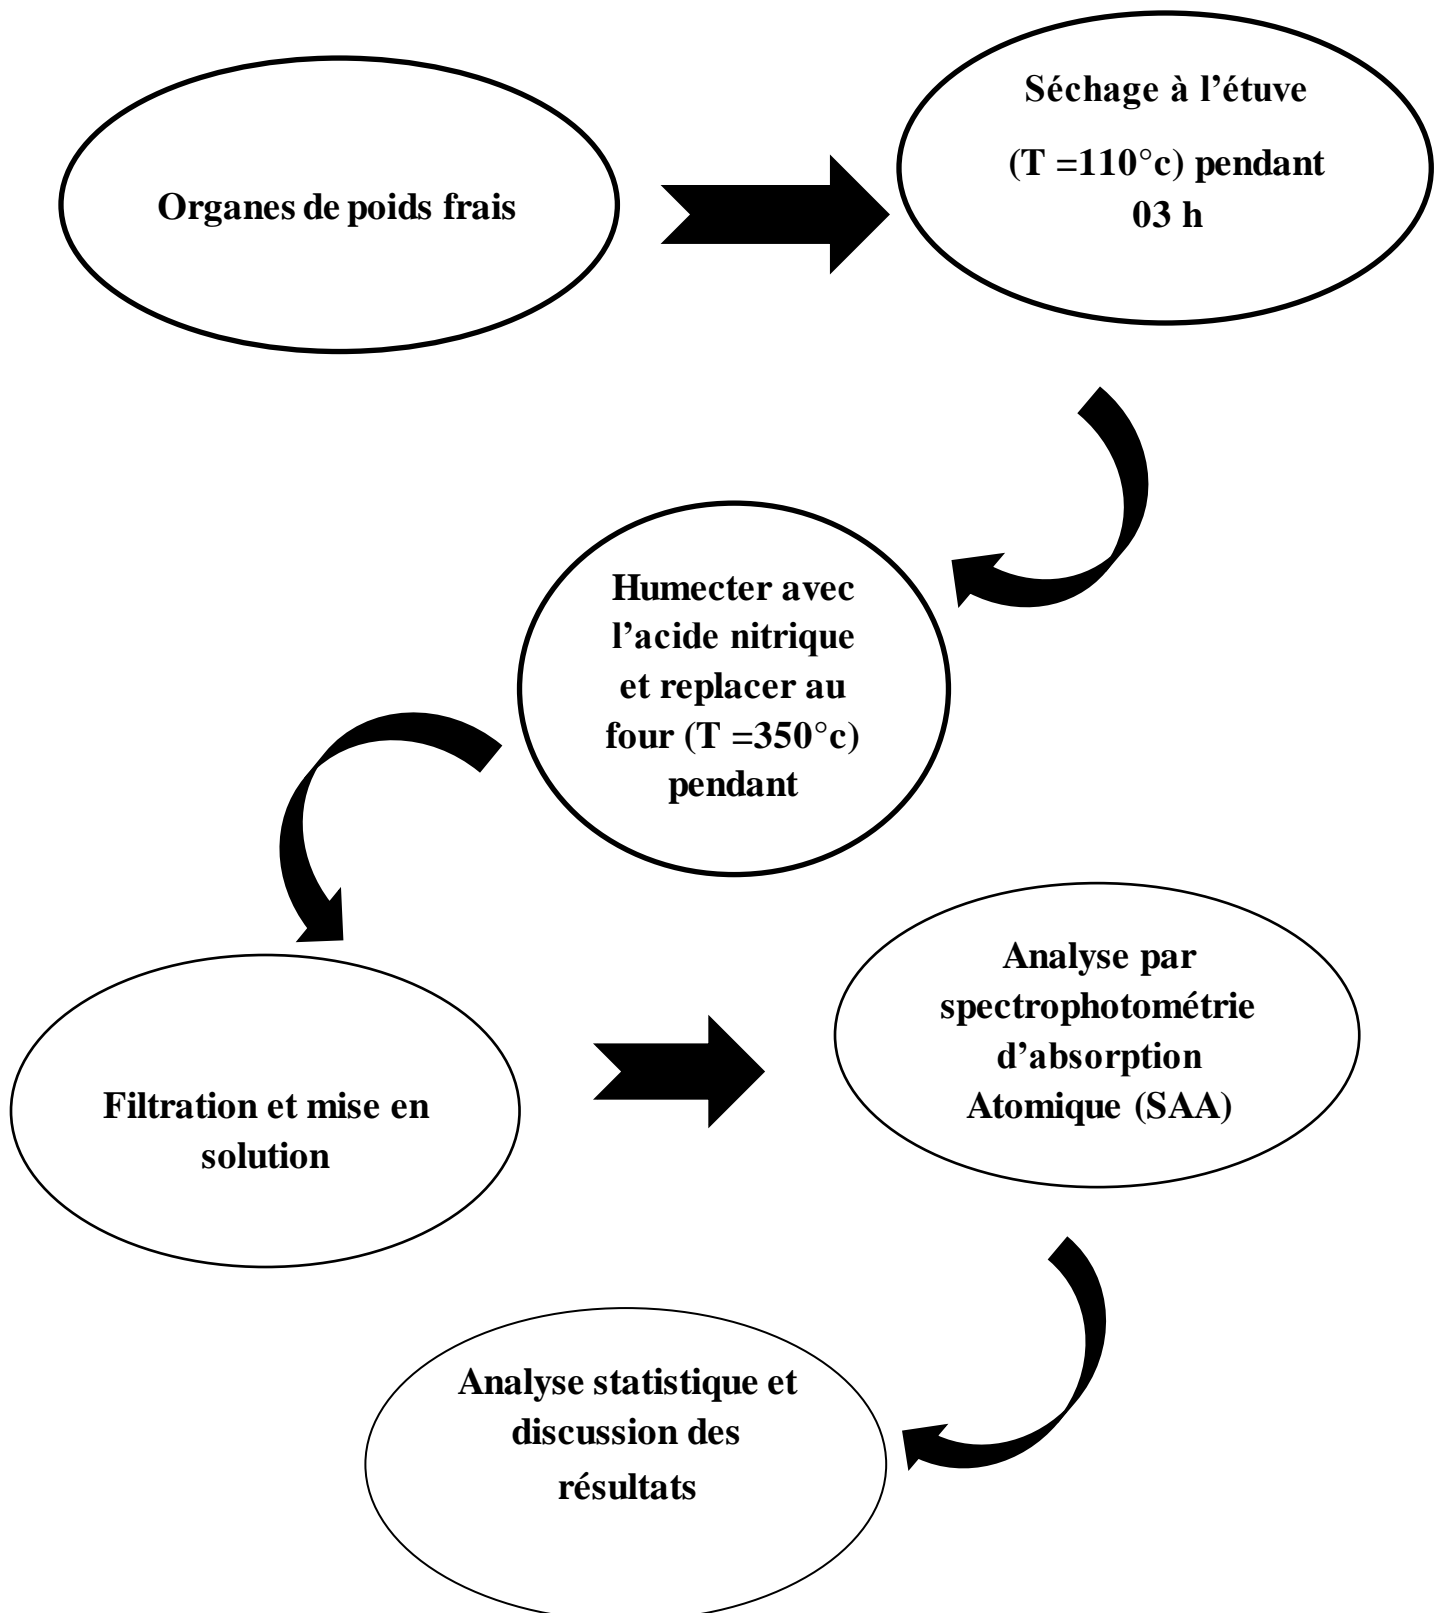 Organes de poids frais
Séchage à l’étuve
(T =110°c) pendant
03 h
Humecter avec
l’acide nitrique
et replacer au
four (T =350°c)
pendant
Filtration et mise en
solution
Analyse par
spectrophotométrie
d’absorption
Atomique (SAA)
Analyse statistique et
discussion des
résultats